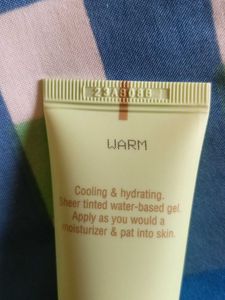 WARM
Cooling & hydrating.
Sheer tinted water-based gel.
Apply as you would a
moisturizer & pat into skin.